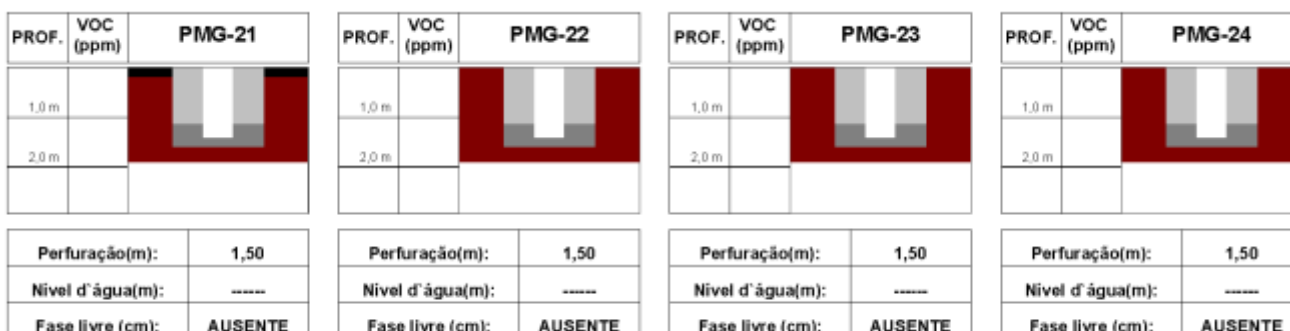 PROF. VOC (ppm) PMG-21 PROF. VOC (ppm) PMG-22 PROF. VOC (ppm) PMG-23 PROF. VOC (ppm) PMG-24
1,0 m 1,0 m 1,0 m 1,0 m
2,0 m 2,0 m 2,0 m 2,0 m
Perfuração(m): 1,50 Perfuração(m): 1,50 Perfuração(m): 1,50 Perfuração(m): 1,50
Nivel d`água(m): ------ Nivel d`água(m): ------ Nivel d`água(m): ------ Nivel d`água(m): ------
Fase livre (cm): AUSENTE Fase livre (cm): AUSENTE Fase livre (cm): AUSENTE Fase livre (cm): AUSENTE